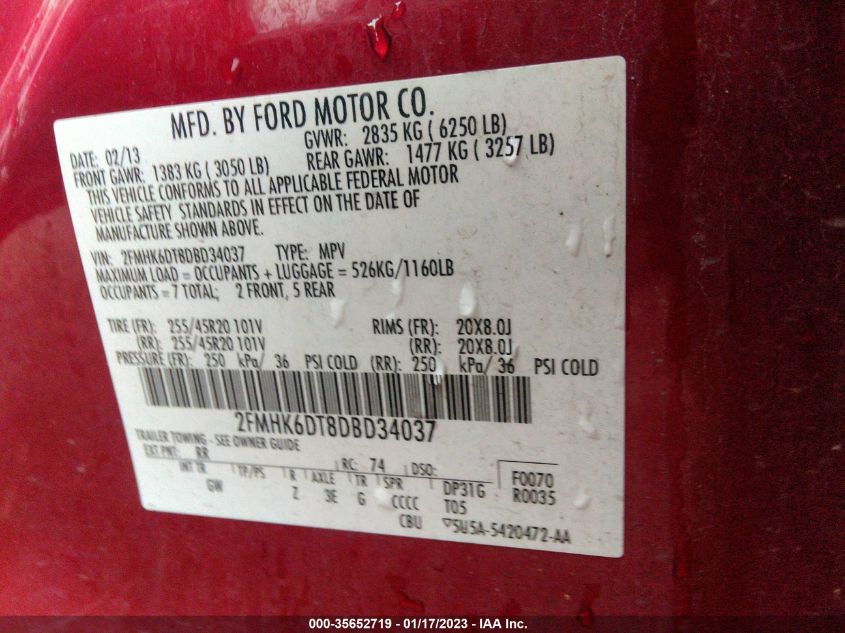 MFD. BY FORD MOTOR CO.
DATE: 02/13 GVWR: 2835 KG ( 6250 LB)
FRONT GAWR: 1383 KG ( 3050 LB) REAR GAWR: 1477 KG ( 3257 LB)
THIS VEHICLE CONFORMS TO ALL APPLICABLE FEDERAL MOTOR
VEHICLE SAFETY STANDARDS IN EFFECT ON THE DATE OF
MANUFACTURE SHOWN ABOVE.
VIN: 2FMHK6DT8DBD34037 TYPE: MPV
MAXIMUM LOAD = OCCUPANTS + LUGGAGE = 526KG/1160LB
OCCUPANTS = 7 TOTAL; 2 FRONT, 5 REAR
TIRE (FR): 255/45R20 101V RIMS (FR): 20X8.0J
(RR): 255/45R20 101V (RR): 20X8.0J
PRESSURE (FR): 250 kPa/ 36 PSI COLD (RR): 250 kPa/ 36 PSI COLD
2FMHK6DT8DBD34037
TRAILER TOWING - SEE OWNER GUIDE
EXT PNT: RR RC: 74 DSO: F0070
INT TR TP/PS R AXLE TR SPR DP31G R0035
GW Z 3E G CCCC T05
CBU ▽5U5A-5420472-AA
000-35652719 — 01/17/2023 — IAA Inc.